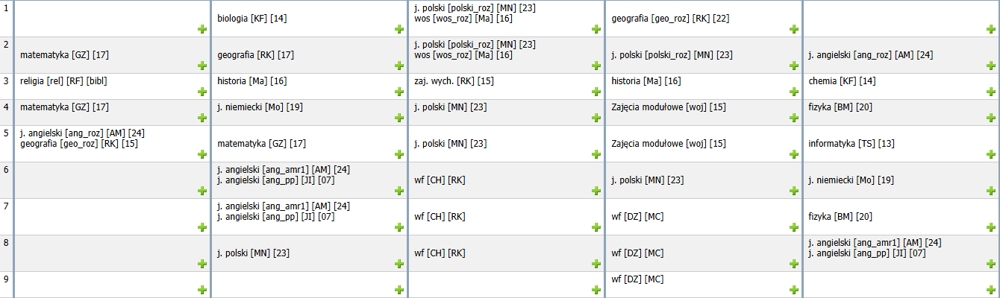 1
biologia [KF] [14]
j. polski [polski_roz] [MN] [23]
wos [wos_roz] [Ma] [16]
geografia [geo_roz] [RK] [22]
2
matematyka [GZ] [17]
geografia [RK] [17]
j. polski [polski_roz] [MN] [23]
wos [wos_roz] [Ma] [16]
j. polski [polski_roz] [MN] [23]
j. angielski [ang_roz] [AM] [24]
3
religia [rel] [RF] [bibl]
historia [Ma] [16]
zaj. wych. [RK] [15]
historia [Ma] [16]
chemia [KF] [14]
4
matematyka [GZ] [17]
j. niemiecki [Mo] [19]
j. polski [MN] [23]
Zajęcia modułowe [woj] [15]
fizyka [BM] [20]
5
j. angielski [ang_roz] [AM] [24]
geografia [geo_roz] [RK] [15]
matematyka [GZ] [17]
j. polski [MN] [23]
Zajęcia modułowe [woj] [15]
informatyka [TS] [13]
6
j. angielski [ang_amr1] [AM] [24]
j. angielski [ang_pp] [JI] [07]
wf [CH] [RK]
j. polski [MN] [23]
j. niemiecki [Mo] [19]
7
j. angielski [ang_amr1] [AM] [24]
j. angielski [ang_pp] [JI] [07]
wf [CH] [RK]
wf [DZ] [MC]
fizyka [BM] [20]
8
j. polski [MN] [23]
wf [CH] [RK]
wf [DZ] [MC]
j. angielski [ang_amr1] [AM] [24]
j. angielski [ang_pp] [JI] [07]
9
wf [DZ] [MC]